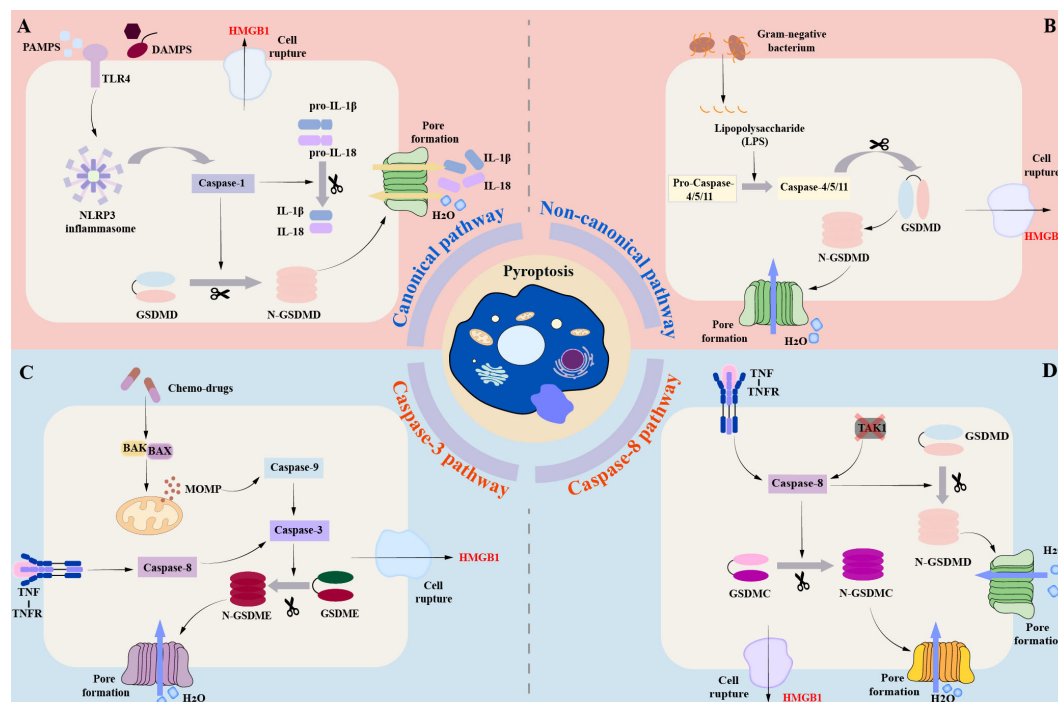 A
PAMPS
DAMPS
TLR4
HMGB1
Cell
rupture
pro-IL-1β
pro-IL-18
Pore
formation
IL-1β
IL-18
H2O
Caspase-1
NLRP3
inflammasome
IL-1β
IL-18
GSDMD
N-GSDMD
B
Gram-negative
bacterium
Lipopolysaccharide
(LPS)
Pro-Caspase-
4/5/11
Caspase-4/5/11
GSDMD
N-GSDMD
Cell
rupture
HMGB
Pore
formation
H2O
Canonical pathway
Non-canonical pathway
Pyroptosis
Caspase-3 pathway
Caspase-8 pathway
C
Chemo-drugs
BAK
BAX
MOMP
Caspase-9
Caspase-3
Caspase-8
TNF
TNFR
N-GSDME
GSDME
HMGB1
Cell
rupture
Pore
formation
H2O
D
TNF
TNFR
TAK1
GSDMD
Caspase-8
N-GSDMD
GSDMC
N-GSDMC
H2
Pore
formation
Cell
rupture
HMGB1
Pore
formation
H2O